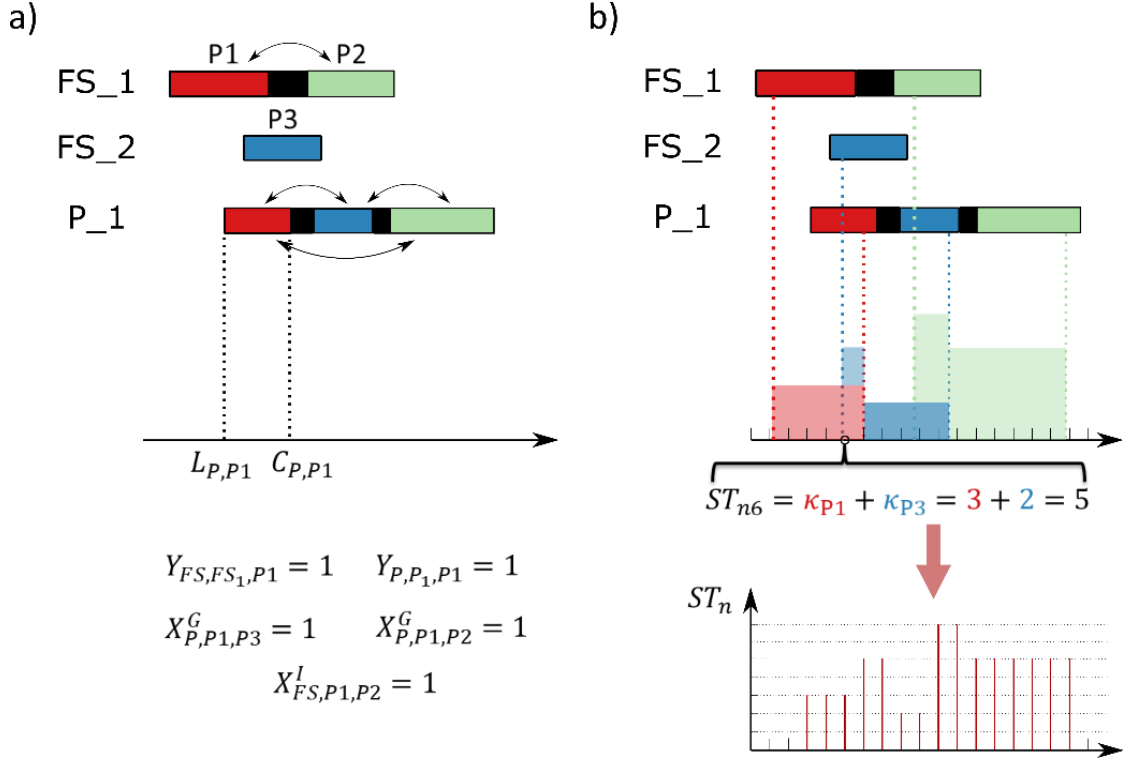 a)
P1 P2
FS_1
P3
FS_2
P_1
L_{P,P1} C_{P,P1}
Y_{FS,FS_1,P1} = 1 Y_{P,P_1,P1} = 1
X^G_{P,P1,P3} = 1 X^G_{P,P1,P2} = 1
X^I_{FS,P1,P2} = 1
b)
FS_1
FS_2
P_1
ST_{n6} = κ_{P1} + κ_{P3} = 3 + 2 = 5
ST_n